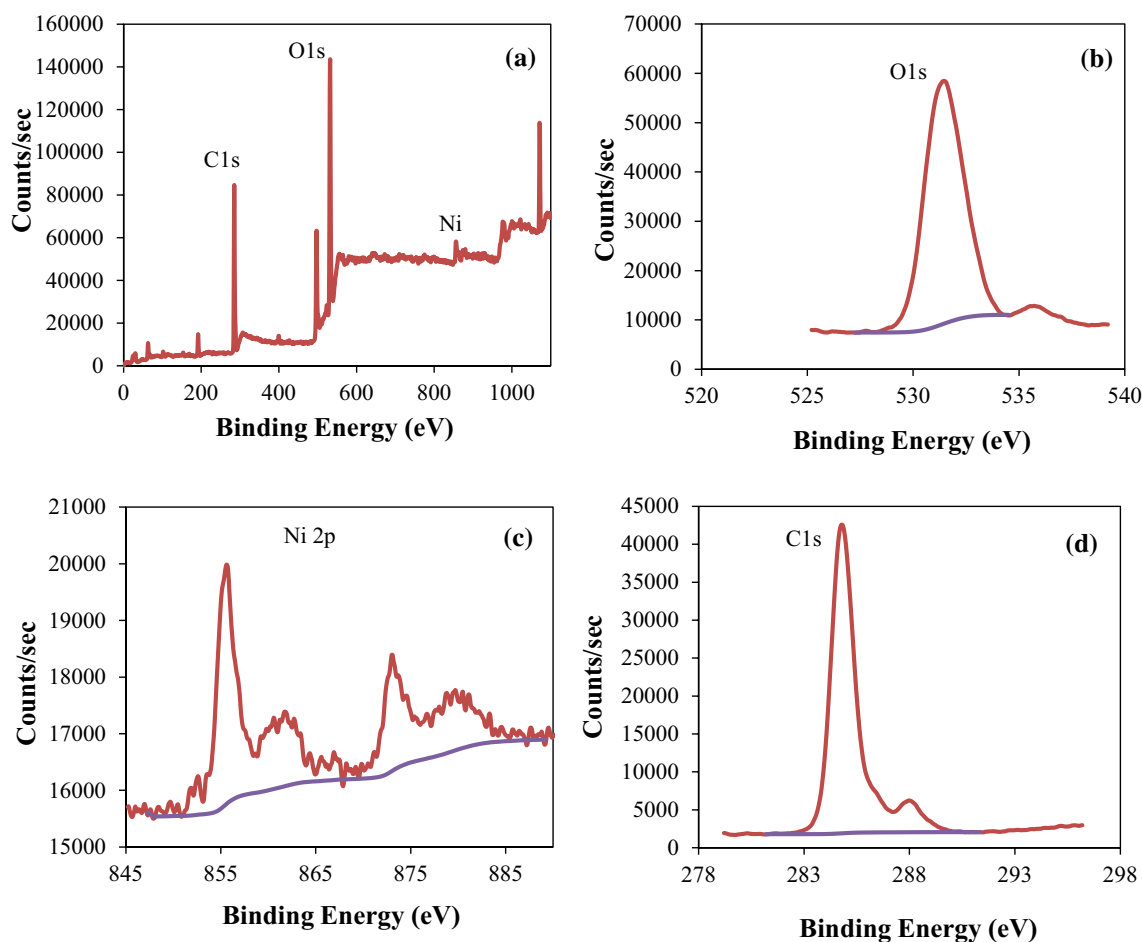 (a)
O1s
C1s
Ni
Counts/sec
160000
140000
120000
100000
80000
60000
40000
20000
0
0 200 400 600 800 1000
Binding Energy (eV)
(b)
O1s
Counts/sec
70000
60000
50000
40000
30000
20000
10000
0
520 525 530 535 540
Binding Energy (eV)
(c)
Ni 2p
Counts/sec
21000
20000
19000
18000
17000
16000
15000
845 855 865 875 885
Binding Energy (eV)
(d)
C1s
Counts/sec
45000
40000
35000
30000
25000
20000
15000
10000
5000
0
278 283 288 293 298
Binding Energy (eV)